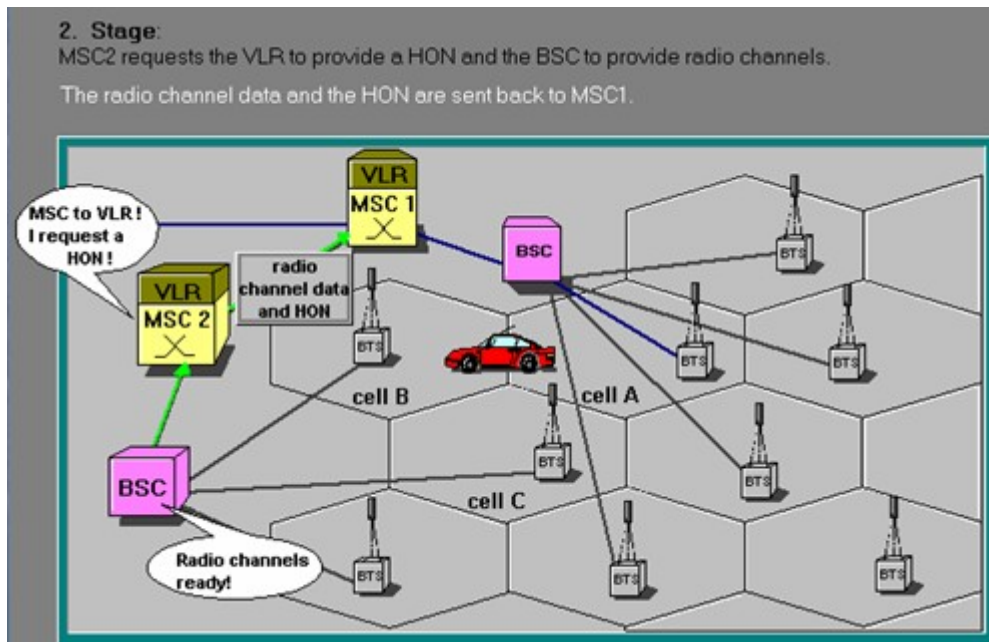 2. Stage:
MSC2 requests the VLR to provide a HON and the BSC to provide radio channels.
The radio channel data and the HON are sent back to MSC1.
VLR
MSC 1
MSC to VLR !
I request a
HON !
BSC
BTS
radio
channel data
and HON
VLR
MSC 2
BTS
BTS
BTS
cell B
cell A
BTS
BTS
BSC
cell C
Radio channels
ready!
BTS
BTS
BTS